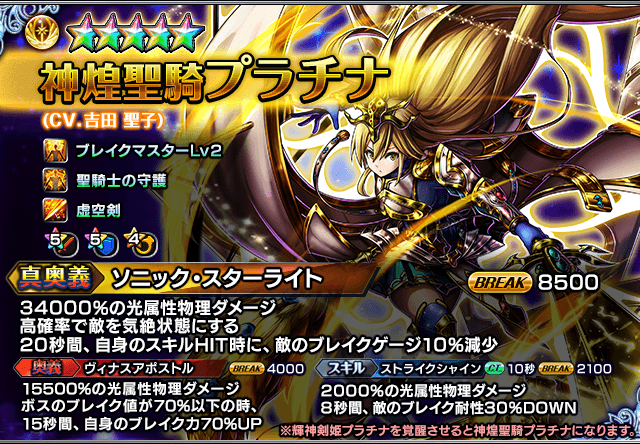 神煌聖騎プラチナ
(CV.吉田 聖子)
ブレイクマスターLv2
聖騎士の守護
虚空剣
5 5 4
真奥義 ソニック・スターライト BREAK 8500
34000%の光属性物理ダメージ
高確率で敵を気絶状態にする
20秒間、自身のスキルHIT時に、敵のブレイクゲージ10%減少
奥義 ヴィナスアポストル BREAK 4000
15500%の光属性物理ダメージ
ボスのブレイク値が70%以下の時、
15秒間、自身のブレイク力70%UP
スキル ストライクシャイン CT 10秒 BREAK 2100
2000%の光属性物理ダメージ
8秒間、敵のブレイク耐性30%DOWN
※輝神剣姫プラチナを覚醒させると神煌聖騎プラチナになります。